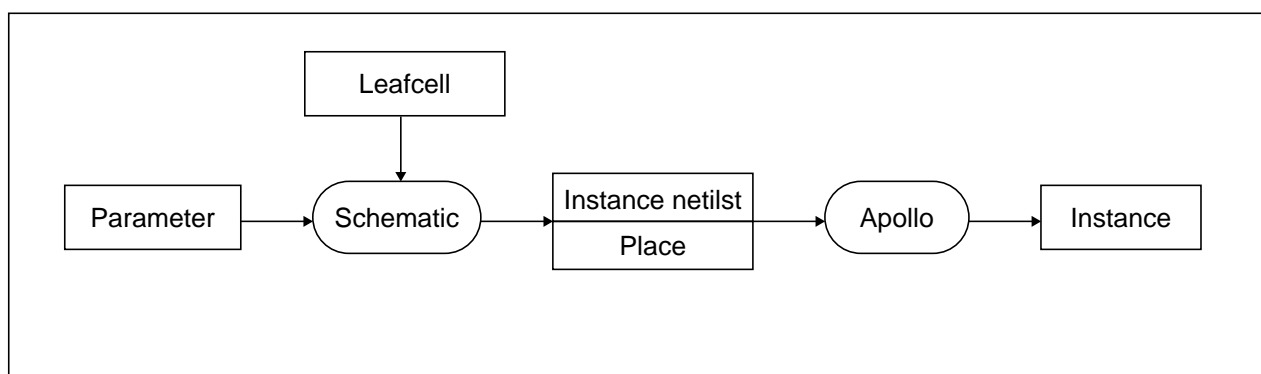 Leafcell
Parameter
Schematic
Instance netilst
Place
Apollo
Instance